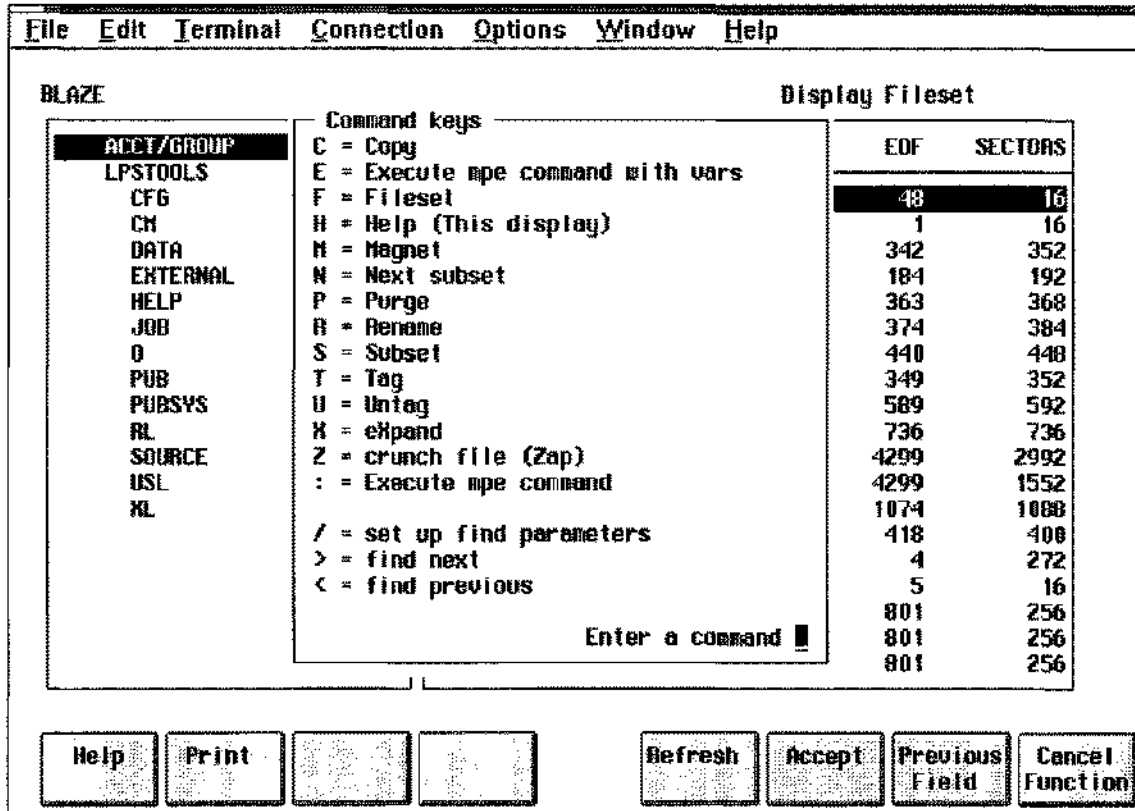 File Edit Terminal Connection Options Window Help
BLAZE Display Fileset
Command keys
ACCT/GROUP C = Copy EOF SECTORS
LPSTOOLS E = Execute mpe command with vars
CFG F = Fileset 48 16
CM H = Help (This display) 1 16
DATA M = Magnet 342 352
EXTERNAL N = Next subset 184 192
HELP P = Purge 363 368
JOB R = Rename 374 384
O S = Subset 440 448
PUB T = Tag 349 352
PUBSYS U = Untag 589 592
RL X = eXpand 736 736
SOURCE Z = crunch file (Zap) 4299 2992
USL : = Execute mpe command 4299 1552
XL 1074 1088
/ = set up find parameters 418 400
> = find next 4 272
< = find previous 5 16
801 256
Enter a command 801 256
801 256
Help Print Refresh Accept Previous Field Cancel Function